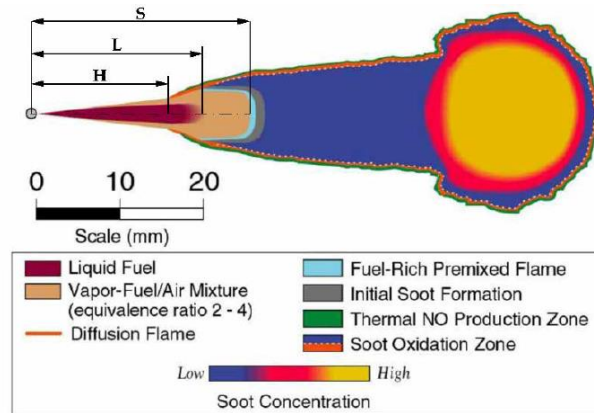 S
L
H
0 10 20
Scale (mm)
Liquid Fuel
Vapor-Fuel/Air Mixture
(equivalence ratio 2 - 4)
Diffusion Flame
Fuel-Rich Premixed Flame
Initial Soot Formation
Thermal NO Production Zone
Soot Oxidation Zone
Low High
Soot Concentration